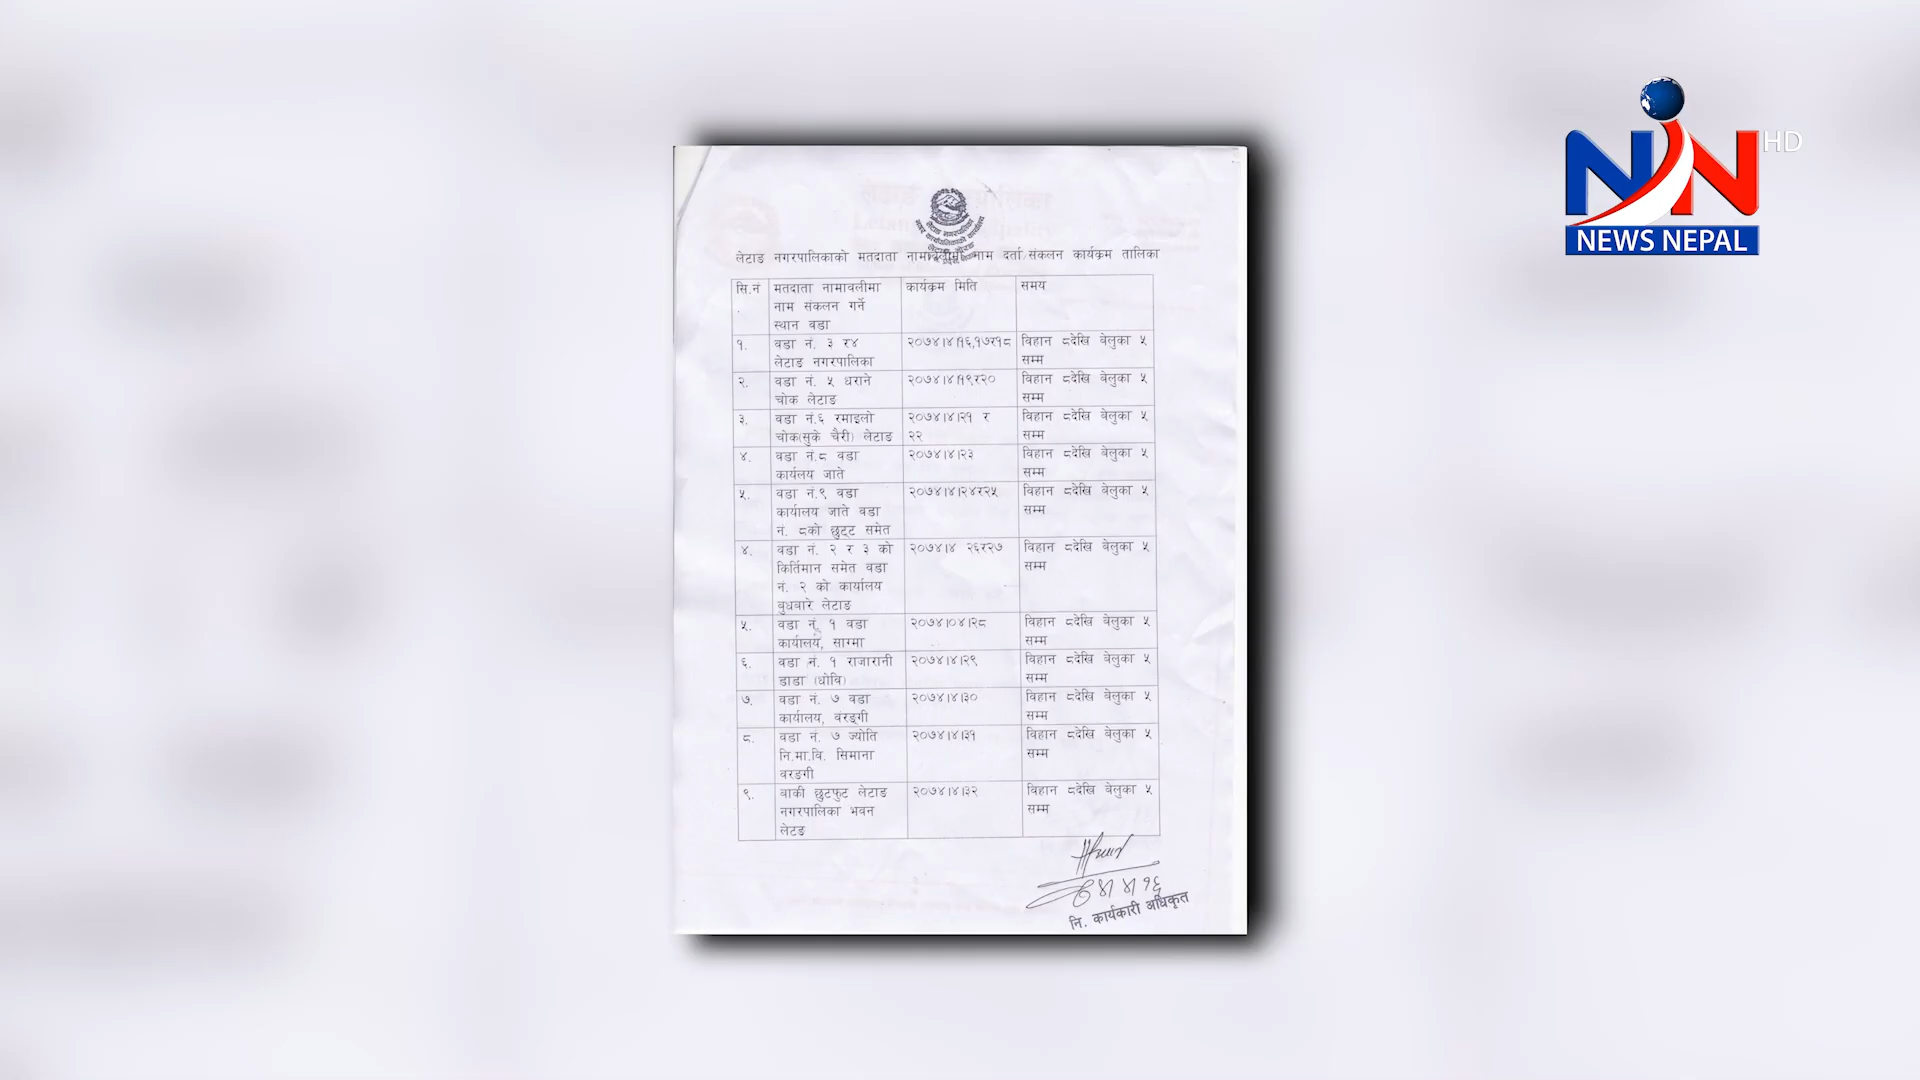 NN HD
NEWS NEPAL
लेटाङ नगरपालिकाको मतदाता नामावलीमा नाम दर्ता संकलन कार्यक्रम तालिका
सि.नं मतदाता नामावलीमा कार्यक्रम मिति समय
नाम संकलन गर्ने
स्थान वडा
१. वडा नं. ३ र४ २०७४।४।१६,१७र१८ विहान ८देखि बेलुका ५
लेटाङ नगरपालिका सम्म
२. वडा नं. ५ धराने २०७४।४।१९र२० विहान ८देखि बेलुका ५
चोक लेटाङ सम्म
३. वडा नं.६ रमाइलो २०७४।४।२१ र विहान ८देखि बेलुका ५
चोक(सुके चैरी) लेटाङ २२ सम्म
४. वडा नं.८ वडा २०७४।४।२३ विहान ८देखि बेलुका ५
कार्यलय जाते सम्म
५. वडा नं.९ वडा २०७४।४।२४र२५ विहान ८देखि बेलुका ५
कार्यालय जाते वडा सम्म
नं. ८को छुट्ट समेत
४. वडा नं. २ र ३ को २०७४।४ २६र२७ विहान ८देखि बेलुका ५
किर्तिमान समेत वडा सम्म
नं. २ को कार्यालय
बुधबारे लेटाङ
५. वडा नं. १ वडा २०७४।०४।२८ विहान ८देखि बेलुका ५
कार्यालय, साग्मा सम्म
६. वडा नं. १ राजारानी २०७४।४।२९ विहान ८देखि बेलुका ५
डाडा (धोवि) सम्म
७. वडा नं. ७ वडा २०७४।४।३० विहान ८देखि बेलुका ५
कार्यालय, वरङ्गी सम्म
८. वडा नं. ७ ज्योति २०७४।४।३१ विहान ८देखि बेलुका ५
नि.मा.वि. सिमाना सम्म
वरङगी
९. बाकी छुटफुट लेटाङ २०७४।४।३२ विहान ८देखि बेलुका ५
नगरपालिका भवन सम्म
लेटङ
नि. कार्यकारी अधिकृत